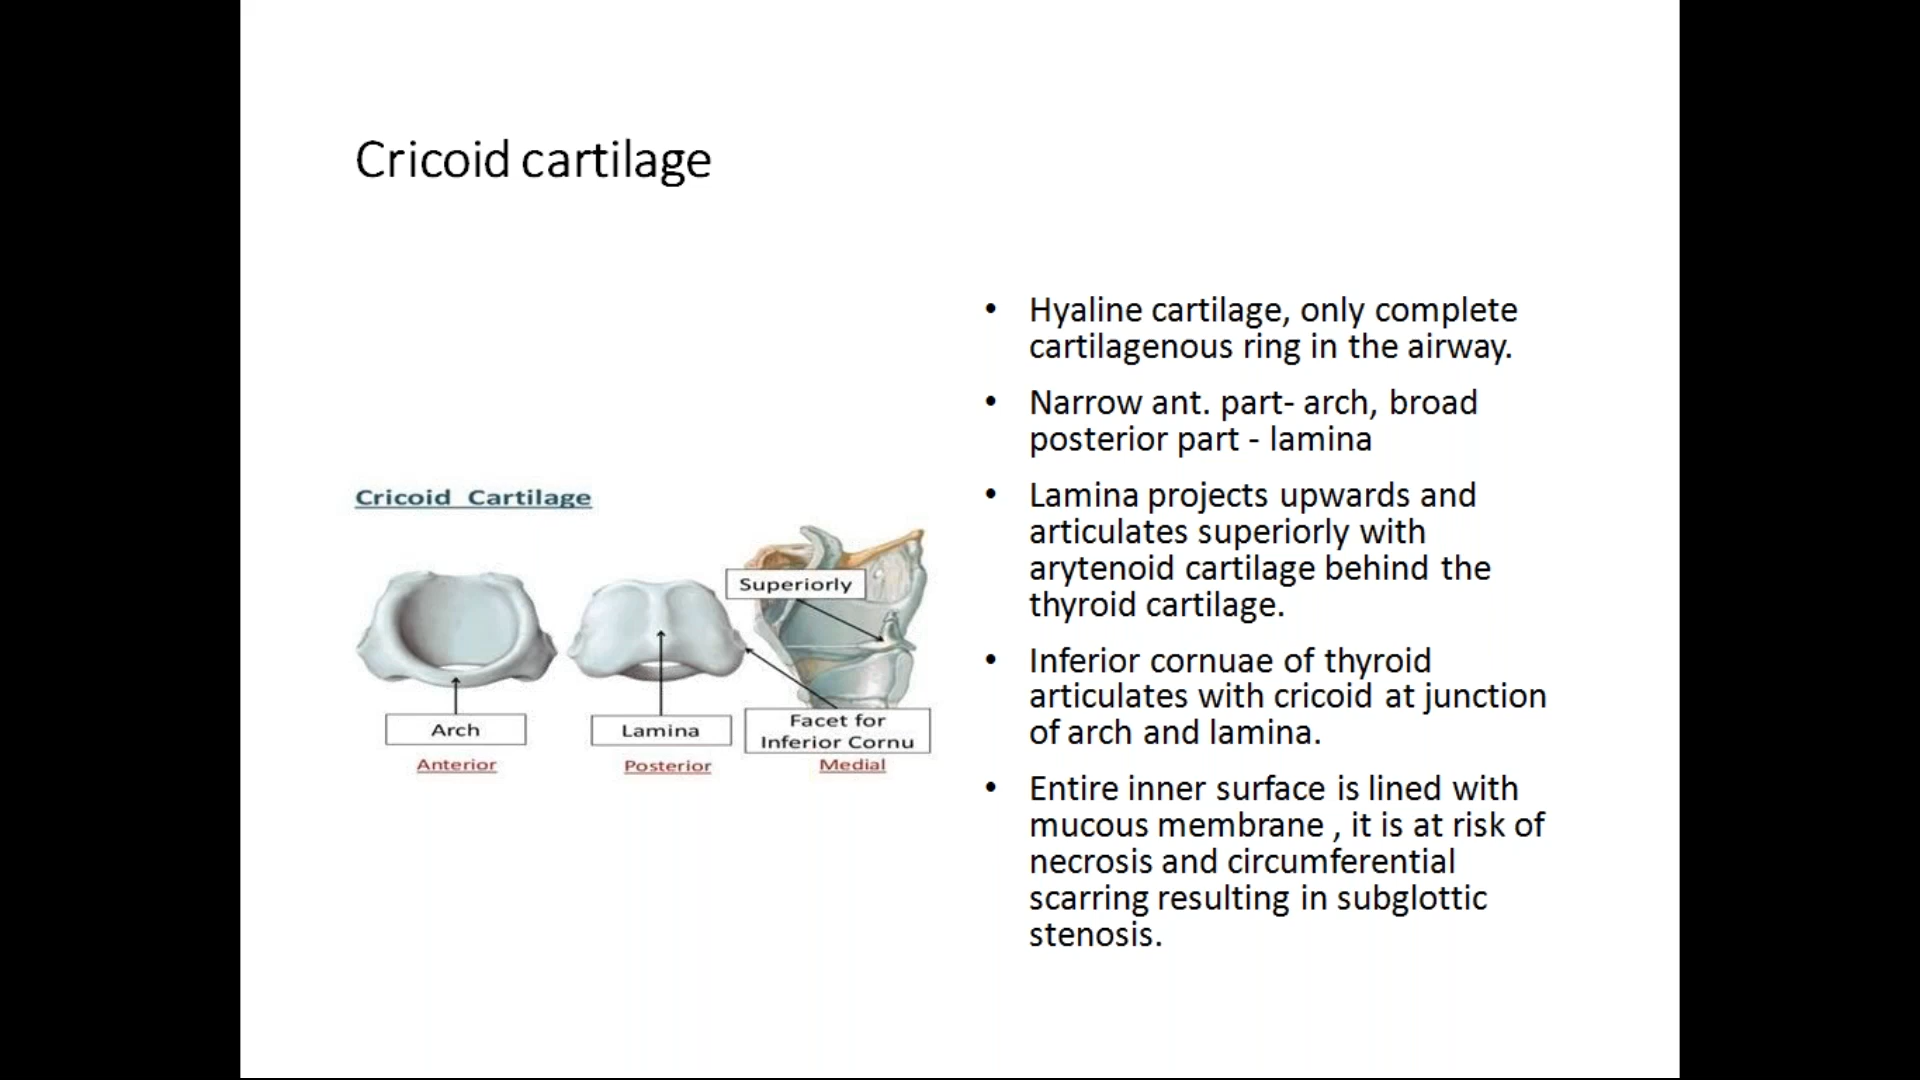 Cricoid cartilage
Cricoid Cartilage
Superiorly
Arch
Lamina
Facet for
Inferior Cornu
Anterior
Posterior
Medial
• Hyaline cartilage, only complete
cartilagenous ring in the airway.
• Narrow ant. part- arch, broad
posterior part - lamina
• Lamina projects upwards and
articulates superiorly with
arytenoid cartilage behind the
thyroid cartilage.
• Inferior cornuae of thyroid
articulates with cricoid at junction
of arch and lamina.
• Entire inner surface is lined with
mucous membrane , it is at risk of
necrosis and circumferential
scarring resulting in subglottic
stenosis.